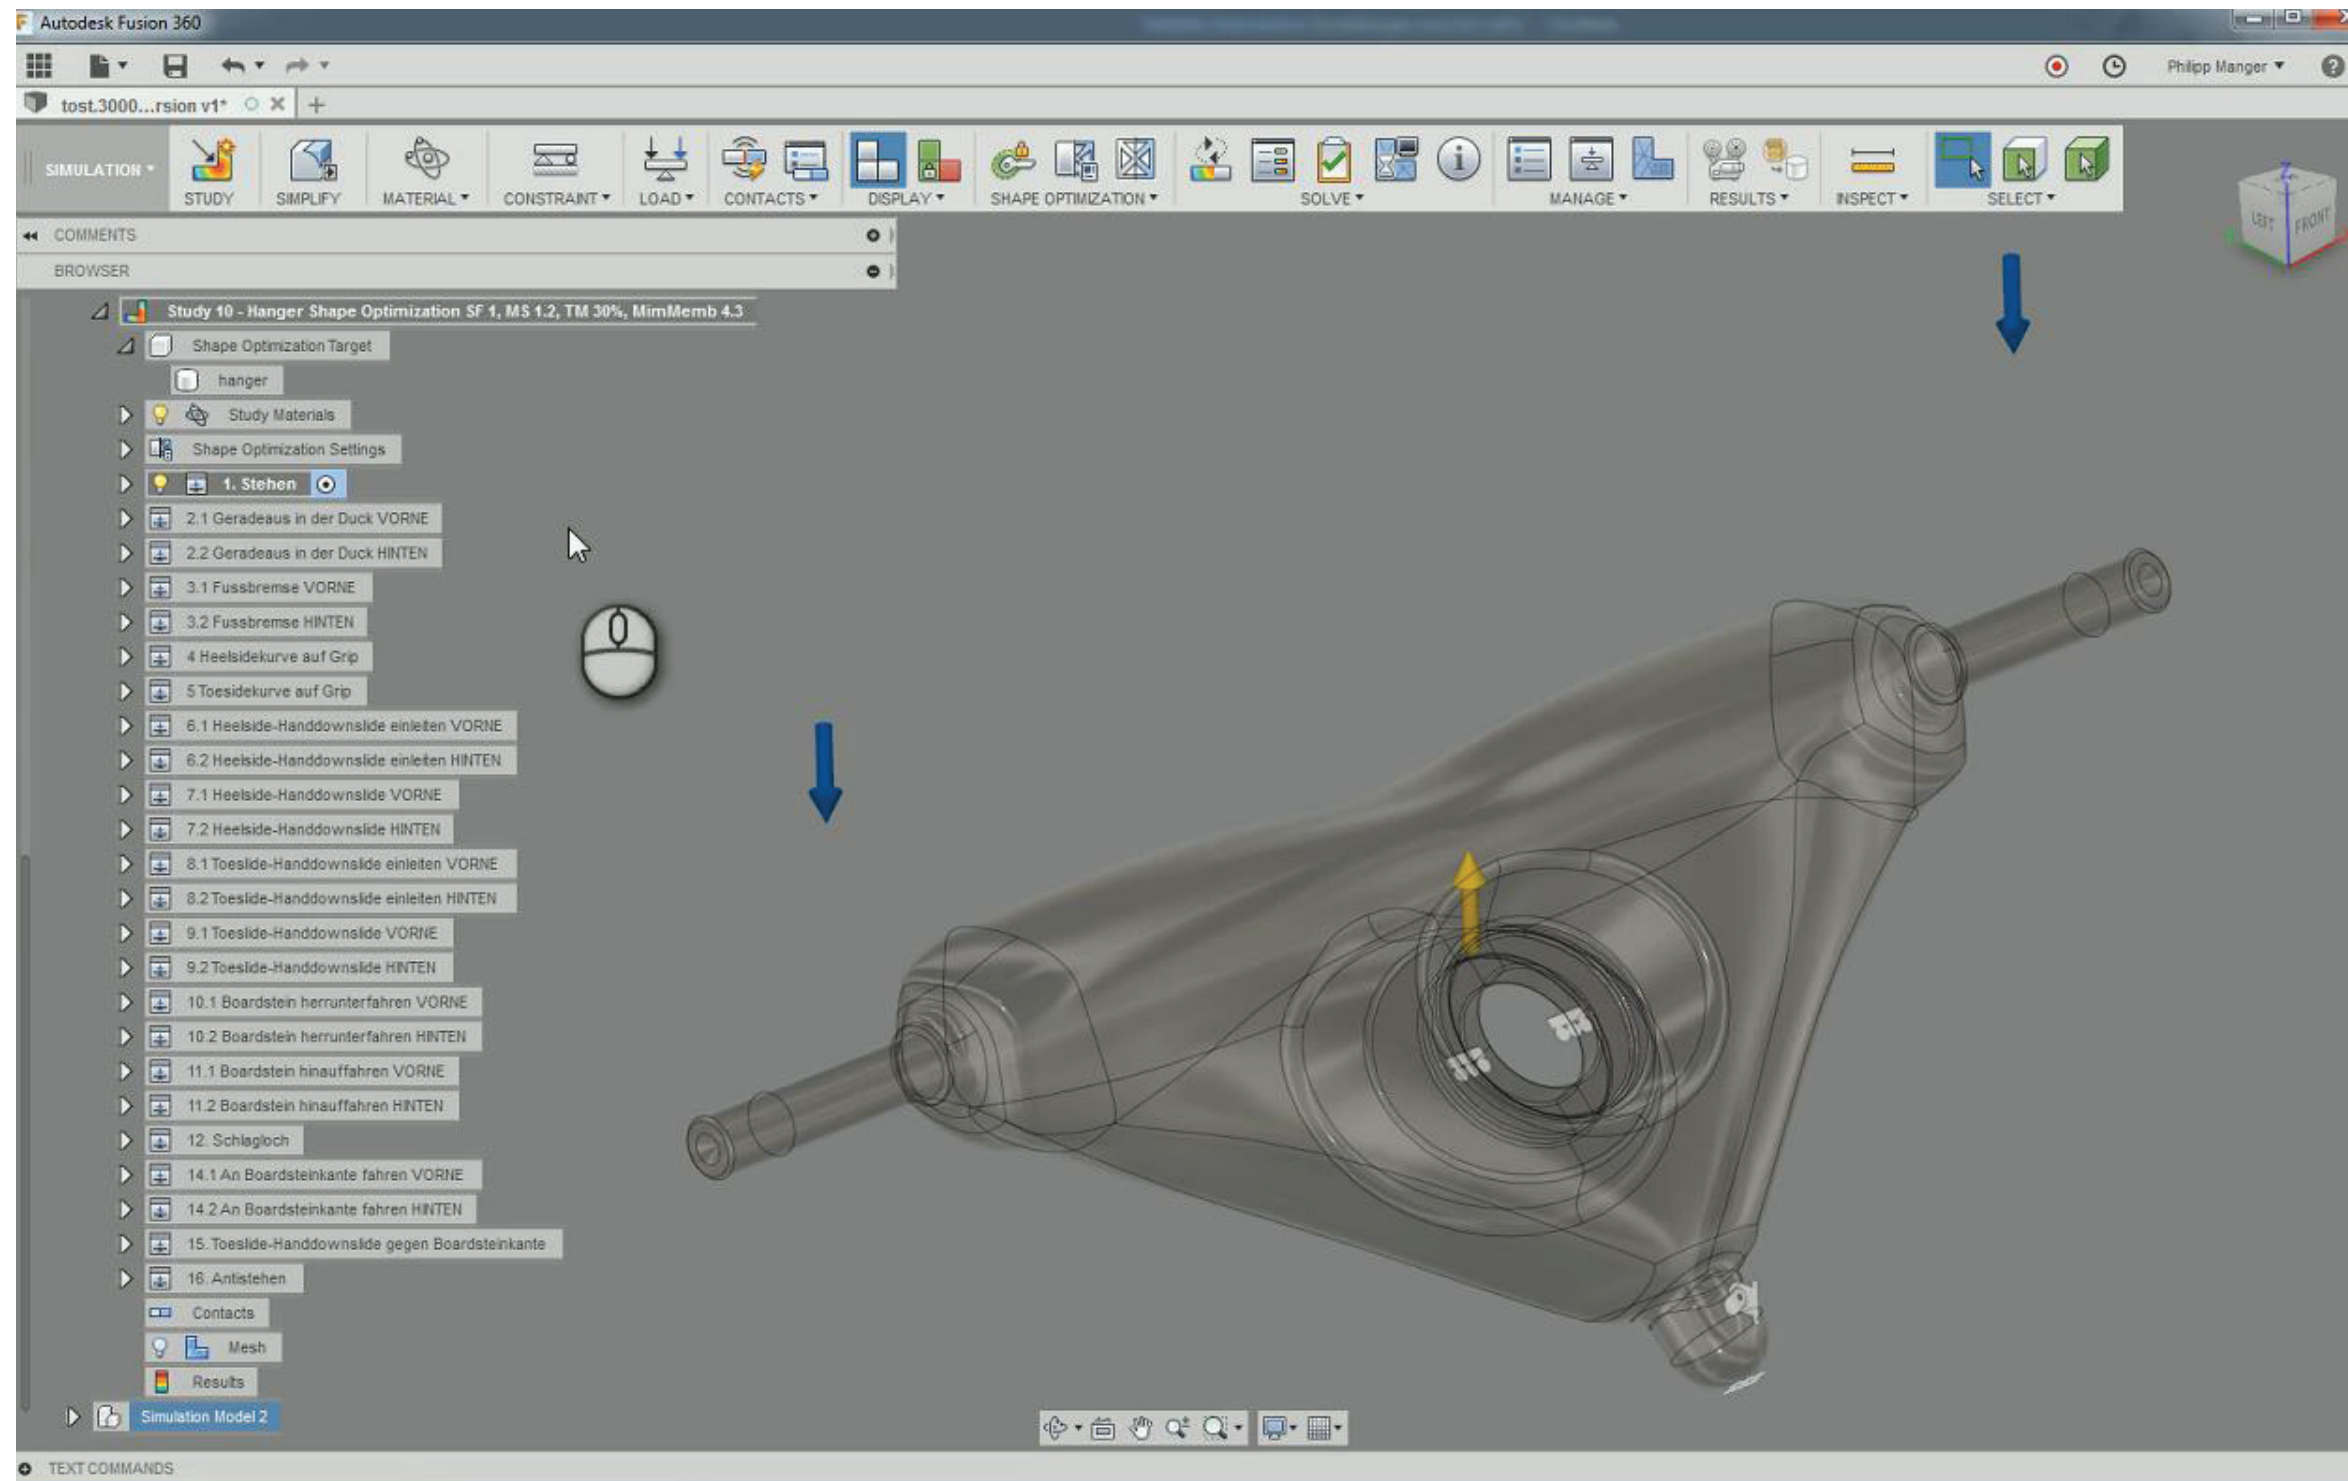 Autodesk Fusion 360
Philipp Manger
tost.3000...rsion v1*
SIMULATION
STUDY
SIMPLIFY
MATERIAL
CONSTRAINT
LOAD
CONTACTS
DISPLAY
SHAPE OPTIMIZATION
SOLVE
MANAGE
RESULTS
INSPECT
SELECT
Z
LEFT
FRONT
COMMENTS
BROWSER
Study 10 - Hanger Shape Optimization SF 1, MS 1.2, TM 30%, MimMemb 4.3
Shape Optimization Target
hanger
Study Materials
Shape Optimization Settings
1. Stehen
2.1 Geradeaus in der Duck VORNE
2.2 Geradeaus in der Duck HINTEN
3.1 Fussbremse VORNE
3.2 Fussbremse HINTEN
4 Heelsidekurve auf Grip
5 Toesidekurve auf Grip
6.1 Heelside-Handdownslide einleiten VORNE
6.2 Heelside-Handdownslide einleiten HINTEN
7.1 Heelside-Handdownslide VORNE
7.2 Heelside-Handdownslide HINTEN
8.1 Toeslide-Handdownslide einleiten VORNE
8.2 Toeslide-Handdownslide einleiten HINTEN
9.1 Toeslide-Handdownslide VORNE
9.2 Toeslide-Handdownslide HINTEN
10.1 Boardstein herrunterfahren VORNE
10.2 Boardstein herrunterfahren HINTEN
11.1 Boardstein hinauffahren VORNE
11.2 Boardstein hinauffahren HINTEN
12. Schlagloch
14.1 An Boardsteinkante fahren VORNE
14.2 An Boardsteinkante fahren HINTEN
15. Toeslide-Handdownslide gegen Boardsteinkante
16. Antistehen
Contacts
Mesh
Results
Simulation Model 2
TEXT COMMANDS